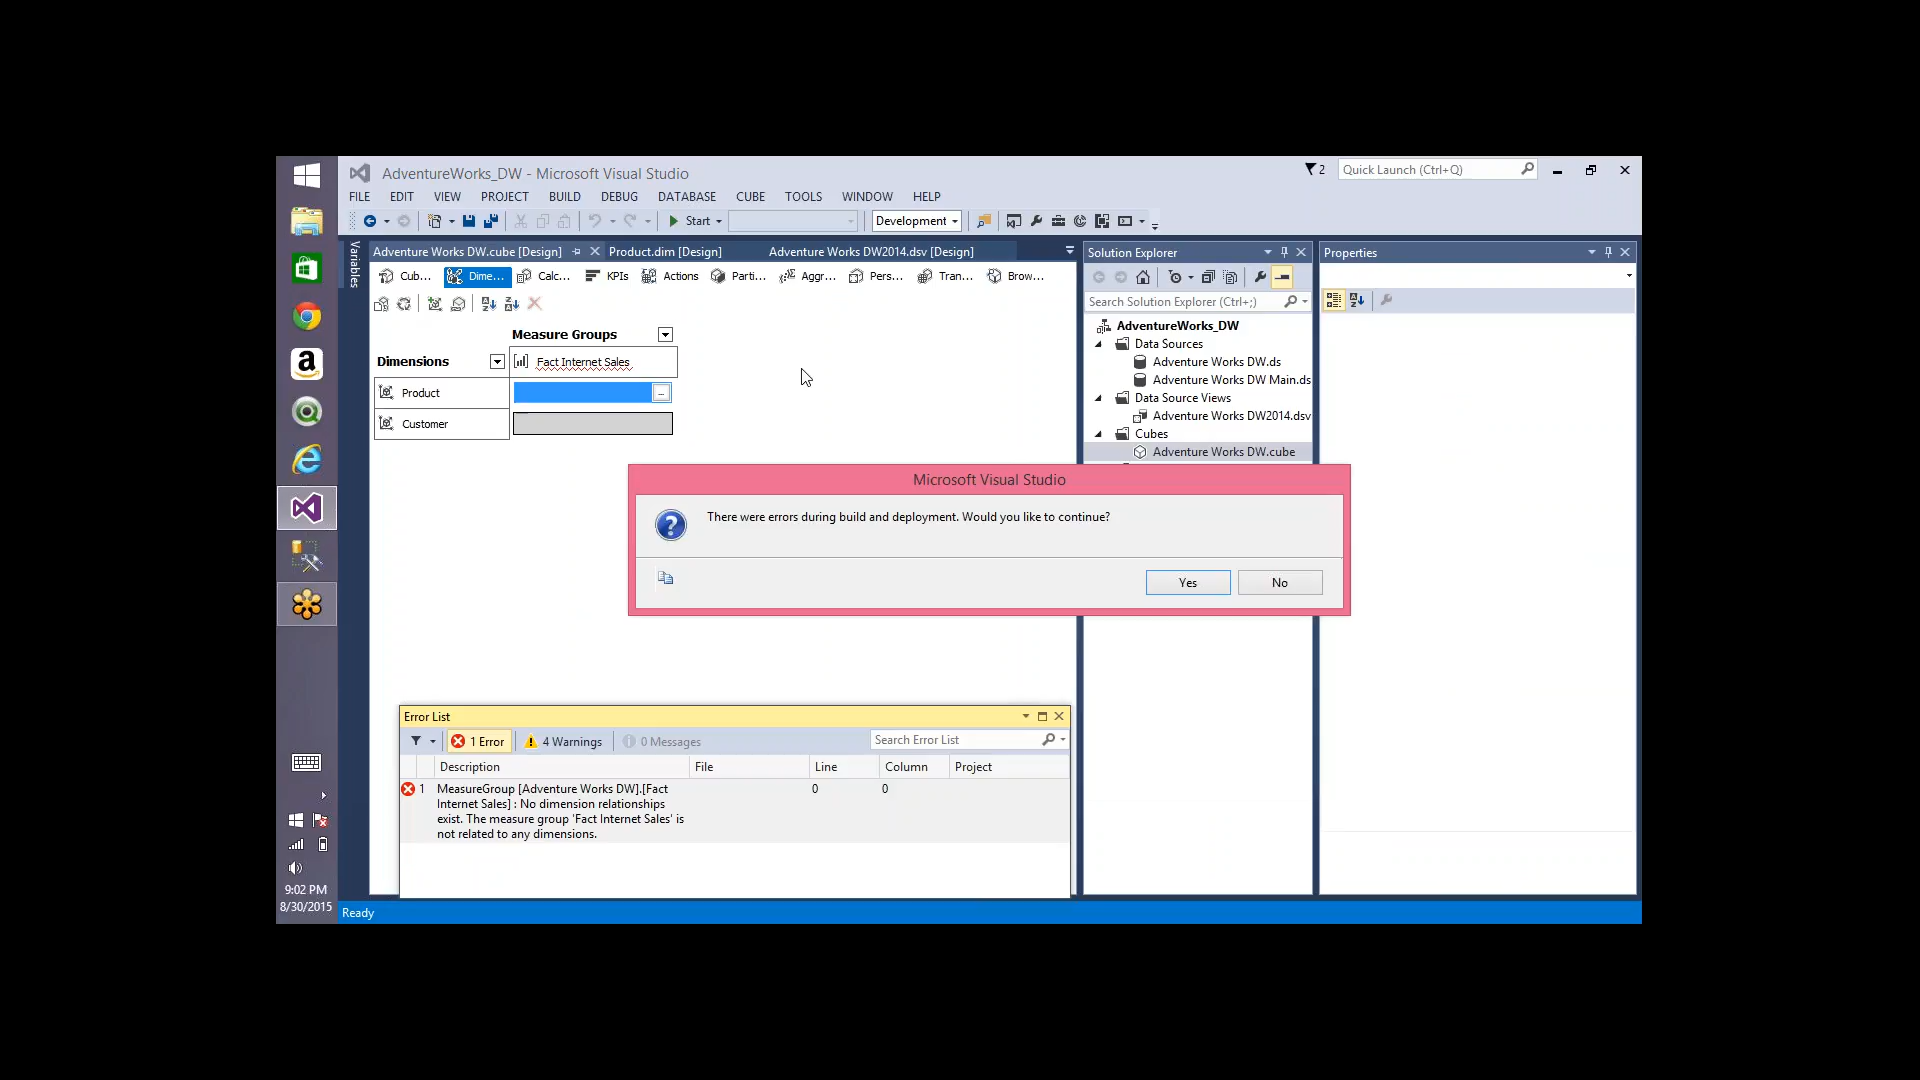 AdventureWorks_DW - Microsoft Visual Studio
2
Quick Launch (Ctrl+Q)
FILE EDIT VIEW PROJECT BUILD DEBUG DATABASE CUBE TOOLS WINDOW HELP
Start
Development
Variables
Adventure Works DW.cube [Design]
Product.dim [Design]
Adventure Works DW2014.dsv [Design]
Cub... Dime... Calc... KPIs Actions Parti... Aggr... Pers... Tran... Brow...
Measure Groups
Dimensions
Fact Internet Sales
Product
...
Customer
Solution Explorer
Search Solution Explorer (Ctrl+;)
AdventureWorks_DW
Data Sources
Adventure Works DW.ds
Adventure Works DW Main.ds
Data Source Views
Adventure Works DW2014.dsv
Cubes
Adventure Works DW.cube
Properties
Microsoft Visual Studio
There were errors during build and deployment. Would you like to continue?
Yes
No
Error List
1 Error
4 Warnings
0 Messages
Search Error List
Description File Line Column Project
1 MeasureGroup [Adventure Works DW].[Fact 0 0
Internet Sales] : No dimension relationships
exist. The measure group 'Fact Internet Sales' is
not related to any dimensions.
9:02 PM
8/30/2015
Ready